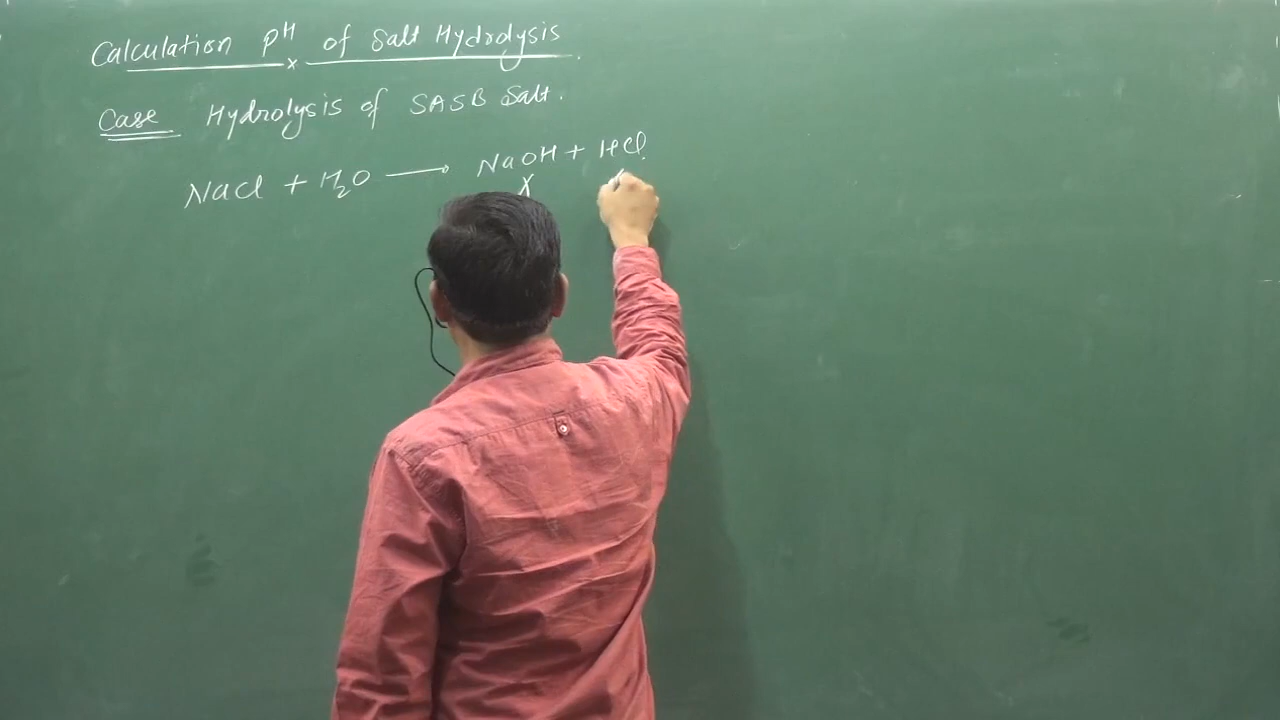 Calculation pH of Salt Hydrolysis
Case Hydrolysis of SASB Salt.
NaCl + H2O ⟶ NaOH + HCl
x